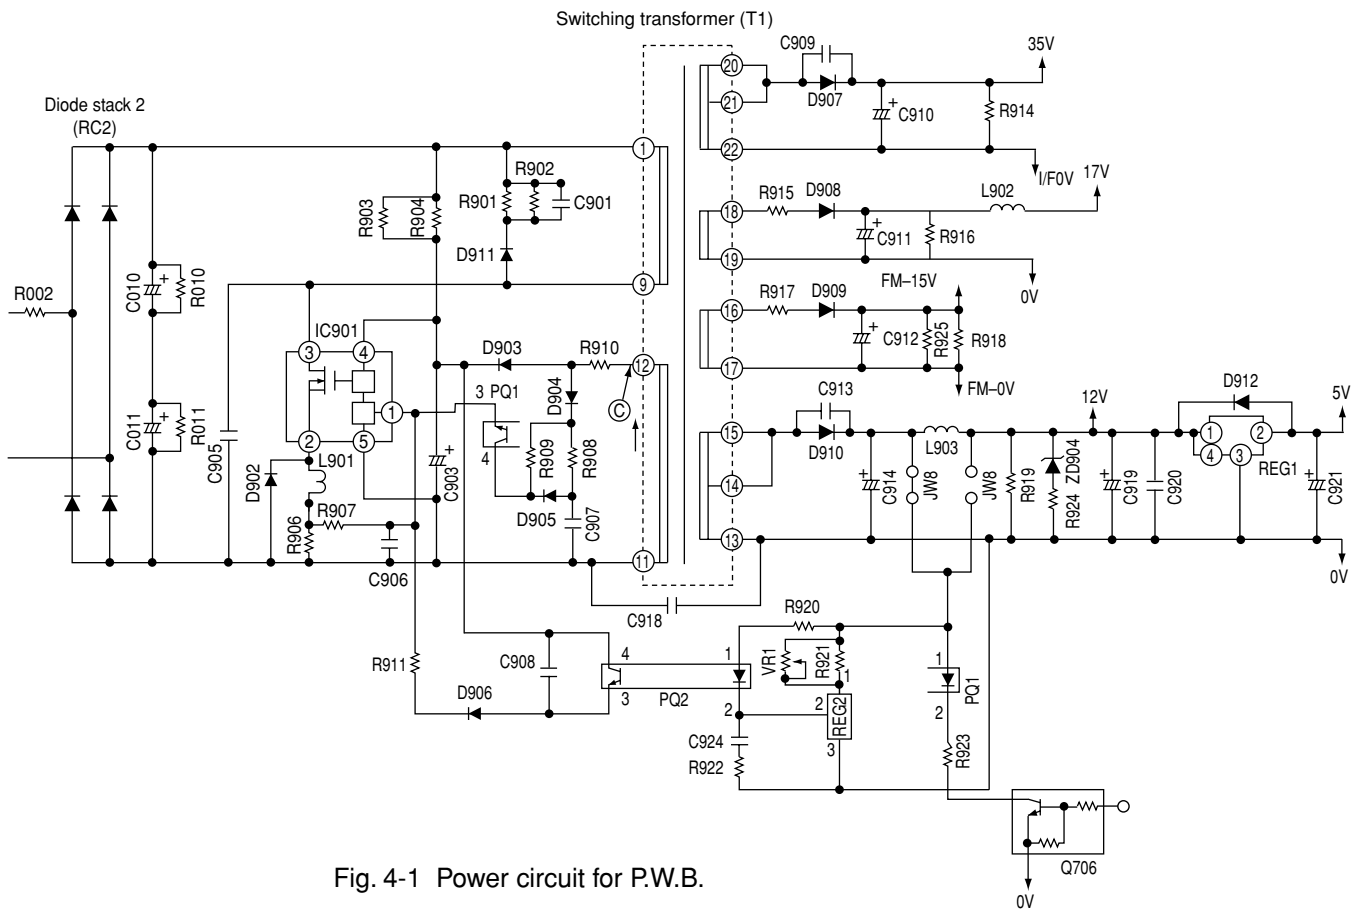 Switching transformer (T1)
C909
35V
20
D907
21
C910
R914
Diode stack 2
(RC2)
22
1
I/F0V
17V
R902
R915
D908
L902
R903
R904
R901
C901
18
C911
R916
D911
19
FM–15V
0V
C010
R010
9
R002
R917
D909
IC901
16
3
4
C912
R925
R918
D903
R910
12
17
FM–0V
C913
D912
3 PQ1
D904
C
12V
5V
1
C011
R011
2
5
4
R909
R908
15
D910
L903
ZD904
1
2
4
3
REG1
C905
D902
L901
C903
14
C914
JW8
JW8
R919
R924
C919
C920
C921
R907
D905
C907
13
R906
C906
11
0V
C918
R920
R911
C908
4
1
VR1
R921
1
1
PQ1
D906
3
PQ2
2
2
REG2
2
C924
3
R923
R922
Q706
0V
Fig. 4-1 Power circuit for P.W.B.